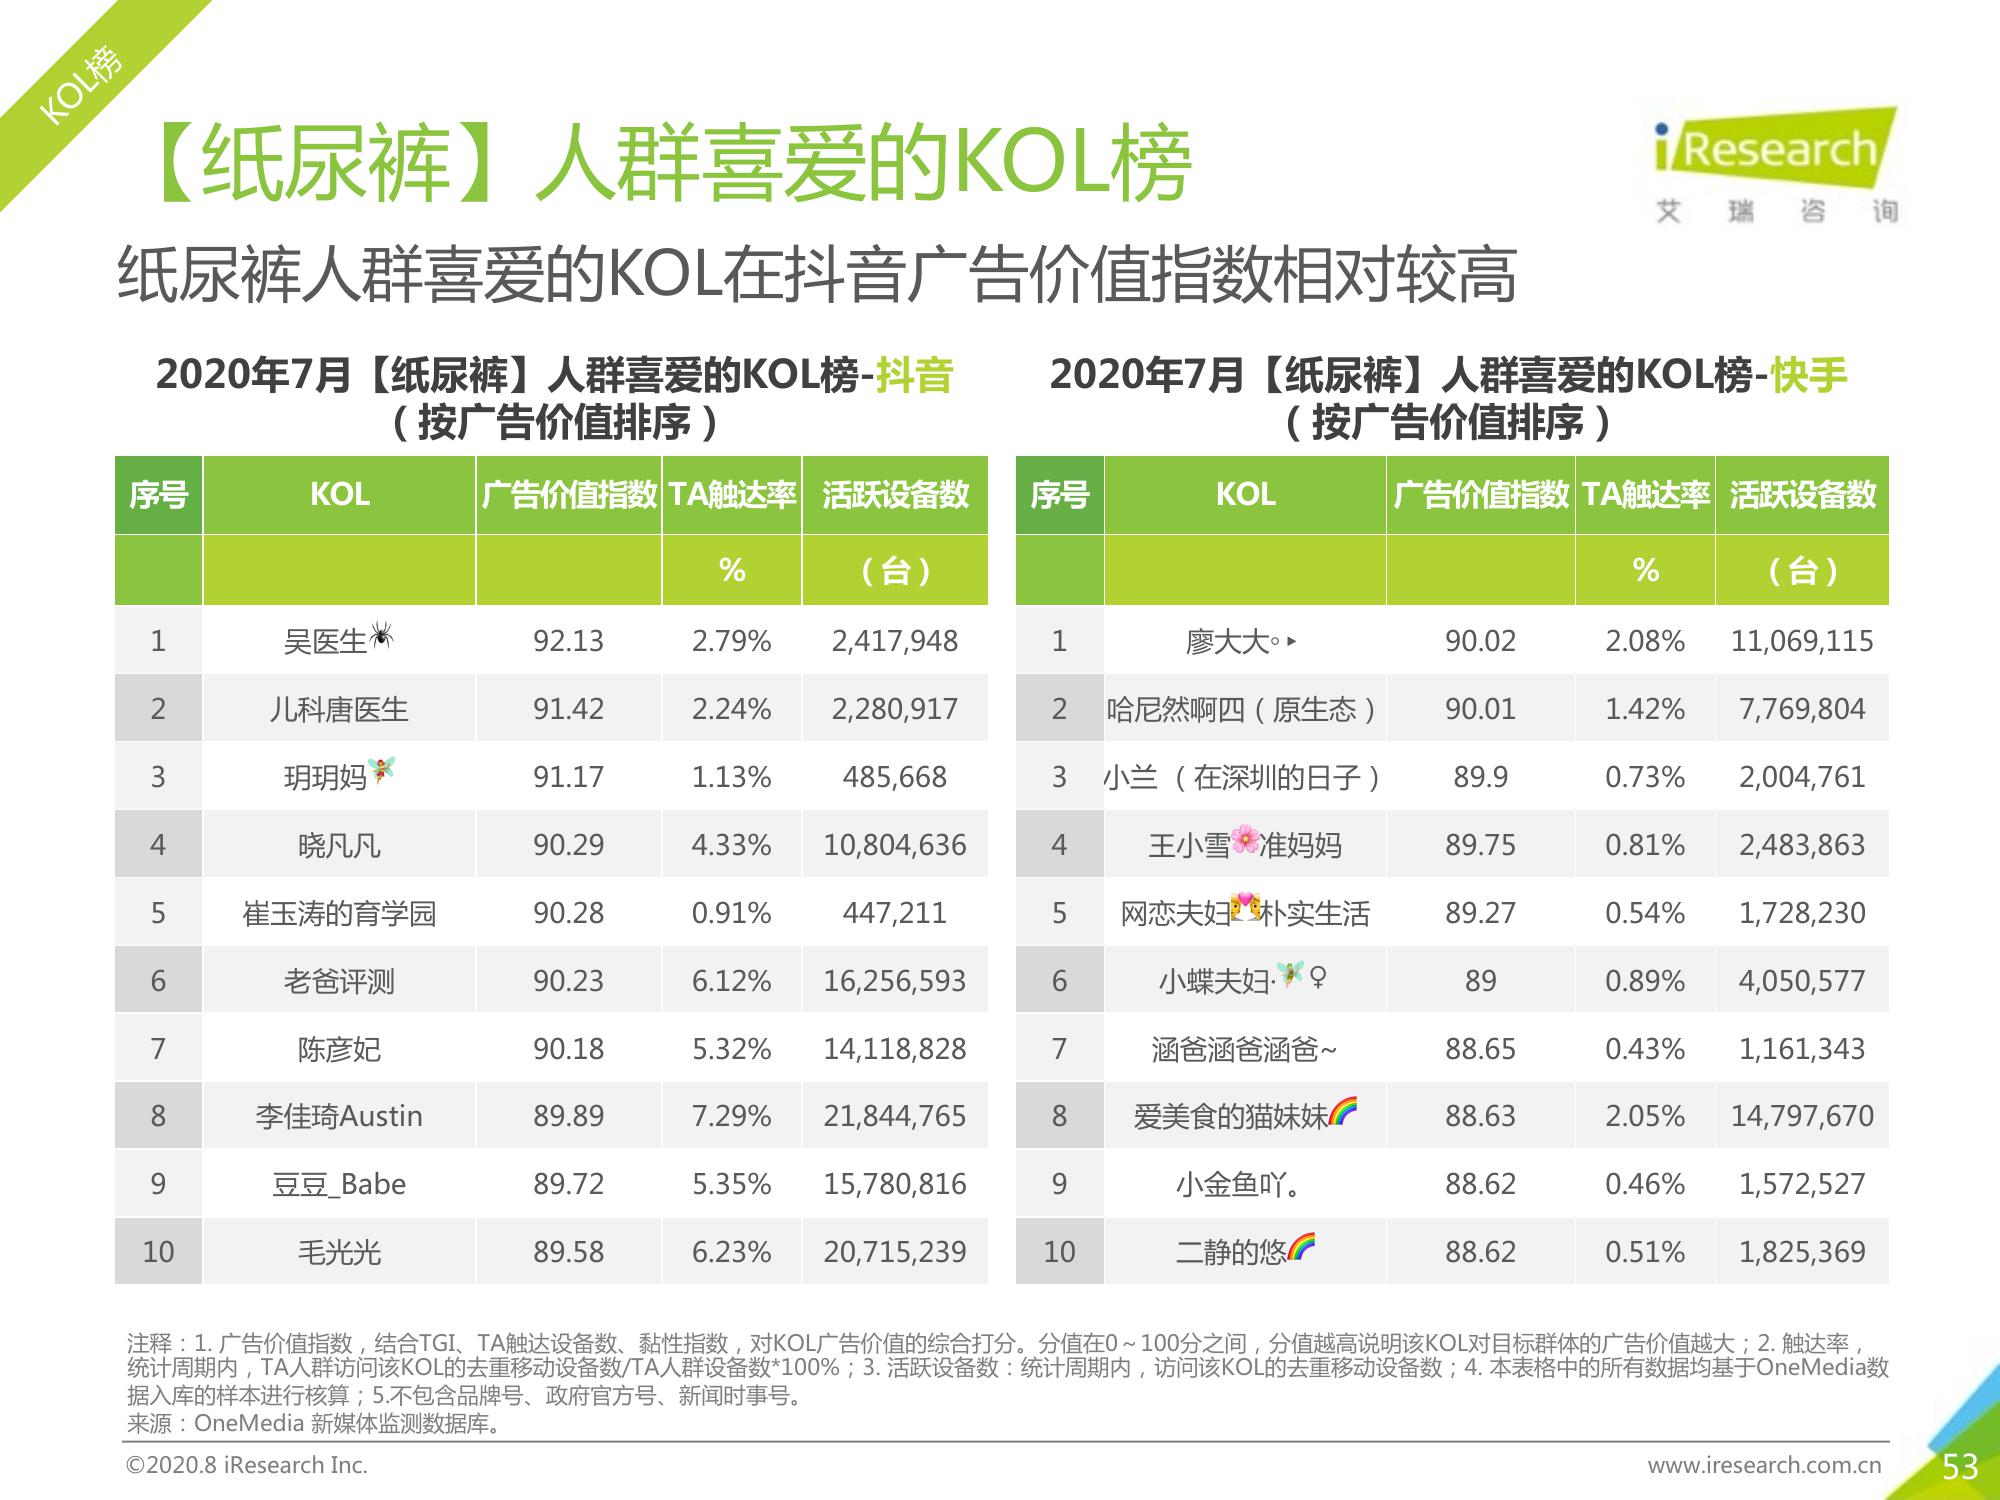 KOL榜
【纸尿裤】人群喜爱的KOL榜
iResearch
艾瑞咨询
纸尿裤人群喜爱的KOL在抖音广告价值指数相对较高
2020年7月【纸尿裤】人群喜爱的KOL榜-抖音
（按广告价值排序）
序号 KOL 广告价值指数 TA触达率 活跃设备数
% （台）
1 吴医生🕷 92.13 2.79% 2,417,948
2 儿科唐医生 91.42 2.24% 2,280,917
3 玥玥妈🧚 91.17 1.13% 485,668
4 晓凡凡 90.29 4.33% 10,804,636
5 崔玉涛的育学园 90.28 0.91% 447,211
6 老爸评测 90.23 6.12% 16,256,593
7 陈彦妃 90.18 5.32% 14,118,828
8 李佳琦Austin 89.89 7.29% 21,844,765
9 豆豆_Babe 89.72 5.35% 15,780,816
10 毛光光 89.58 6.23% 20,715,239
2020年7月【纸尿裤】人群喜爱的KOL榜-快手
（按广告价值排序）
序号 KOL 广告价值指数 TA触达率 活跃设备数
% （台）
1 廖大大◦‣ 90.02 2.08% 11,069,115
2 哈尼然啊四（原生态） 90.01 1.42% 7,769,804
3 小兰 （在深圳的日子） 89.9 0.73% 2,004,761
4 王小雪🌸准妈妈 89.75 0.81% 2,483,863
5 网恋夫妇💏朴实生活 89.27 0.54% 1,728,230
6 小蝶夫妇·🧚♀ 89 0.89% 4,050,577
7 涵爸涵爸涵爸~ 88.65 0.43% 1,161,343
8 爱美食的猫妹妹🌈 88.63 2.05% 14,797,670
9 小金鱼吖。 88.62 0.46% 1,572,527
10 二静的悠🌈 88.62 0.51% 1,825,369
注释：1. 广告价值指数，结合TGI、TA触达设备数、黏性指数，对KOL广告价值的综合打分。分值在0～100分之间，分值越高说明该KOL对目标群体的广告价值越大；2. 触达率，
统计周期内，TA人群访问该KOL的去重移动设备数/TA人群设备数*100%；3. 活跃设备数：统计周期内，访问该KOL的去重移动设备数；4. 本表格中的所有数据均基于OneMedia数
据入库的样本进行核算；5.不包含品牌号、政府官方号、新闻时事号。
来源：OneMedia 新媒体监测数据库。
©2020.8 iResearch Inc.
www.iresearch.com.cn
53